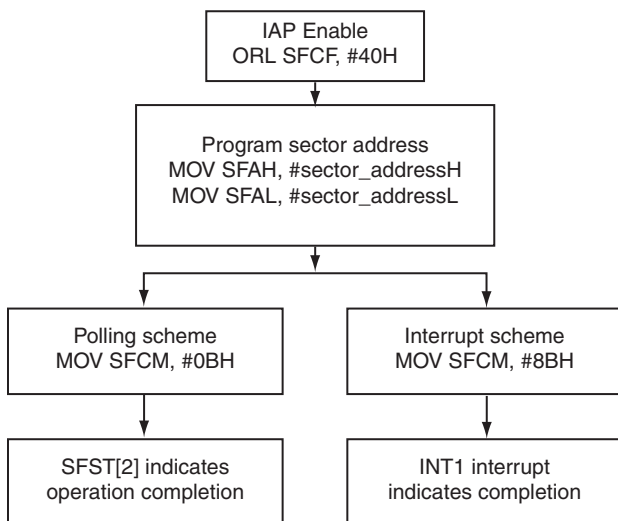 IAP Enable
ORL SFCF, #40H
Program sector address
MOV SFAH, #sector_addressH
MOV SFAL, #sector_addressL
Polling scheme
MOV SFCM, #0BH
Interrupt scheme
MOV SFCM, #8BH
SFST[2] indicates
operation completion
INT1 interrupt
indicates completion